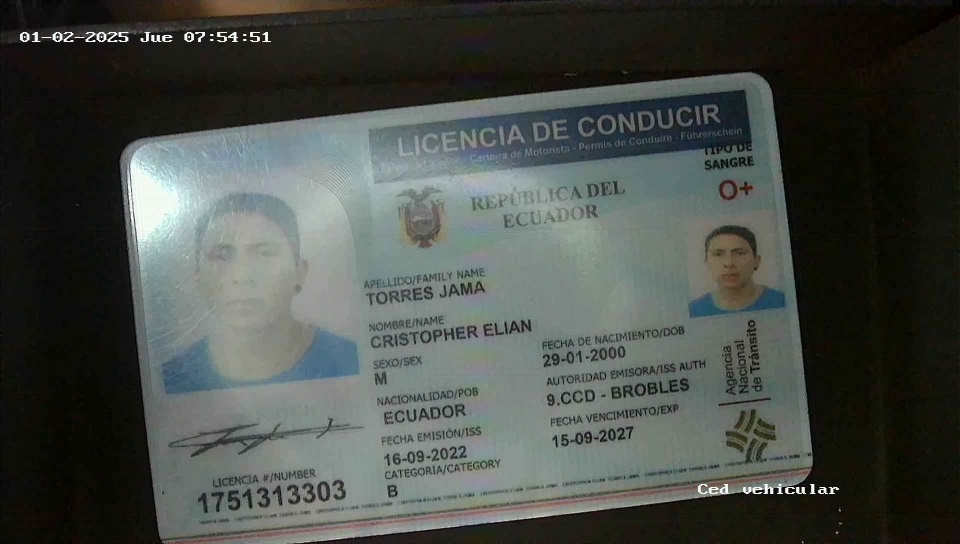 01-02-2025 Jue 07:54:51
LICENCIA DE CONDUCIR
Carteira de Motorista - Permis de Conduire - Führerschein
TIPO DE
SANGRE
O+
REPÚBLICA DEL
ECUADOR
APELLIDO/FAMILY NAME
TORRES JAMA
NOMBRE/NAME
CRISTOPHER ELIAN
SEXO/SEX
M
FECHA DE NACIMIENTO/DOB
29-01-2000
NACIONALIDAD/POB
ECUADOR
AUTORIDAD EMISORA/ISS AUTH
9.CCD - BROBLES
FECHA EMISIÓN/ISS
16-09-2022
FECHA VENCIMIENTO/EXP
15-09-2027
CATEGORÍA/CATEGORY
B
LICENCIA #/NUMBER
1751313303
Agencia
Nacional
de Tránsito
Ced vehicular